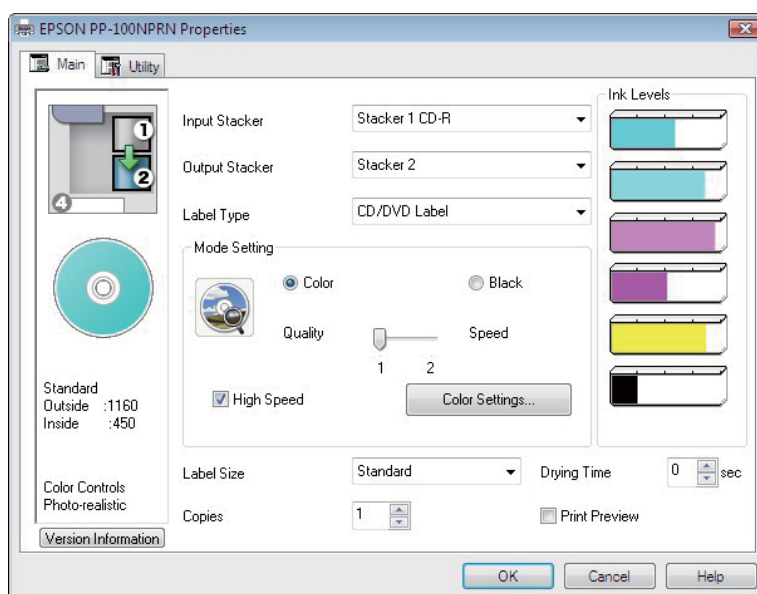 EPSON PP-100NPRN Properties
Main
Utility
1
2
4
Standard
Outside :1160
Inside :450
Color Controls
Photo-realistic
Version Information
Input Stacker
Stacker 1 CD-R
Output Stacker
Stacker 2
Label Type
CD/DVD Label
Mode Setting
Color
Black
Quality
Speed
1 2
High Speed
Color Settings...
Label Size
Standard
Drying Time
0
sec
Copies
1
Print Preview
Ink Levels
OK
Cancel
Help